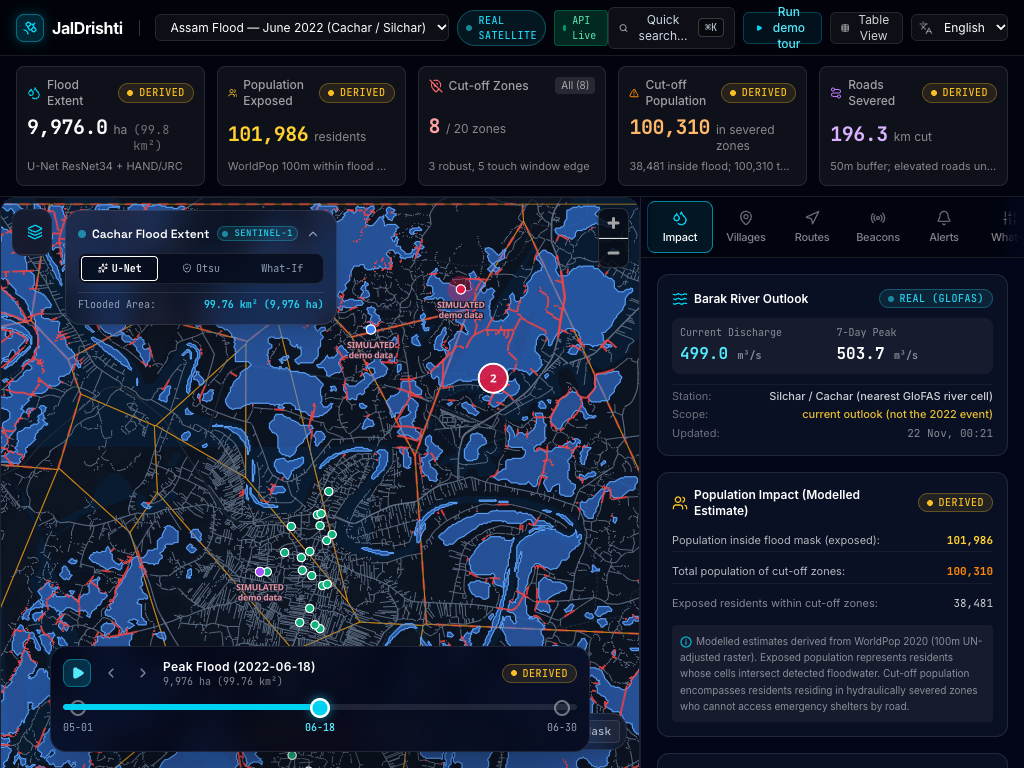 JalDrishti
Assam Flood — June 2022 (Cachar / Silchar)
REAL SATELLITE
API Live
Quick search...
⌘K
Run demo tour
Table View
English
Flood Extent
DERIVED
9,976.0 ha (99.8 km²)
U-Net ResNet34 + HAND/JRC
Population Exposed
DERIVED
101,986 residents
WorldPop 100m within flood ...
Cut-off Zones
All (8)
8 / 20 zones
3 robust, 5 touch window edge
Cut-off Population
DERIVED
100,310 in severed zones
38,481 inside flood; 100,310 t...
Roads Severed
DERIVED
196.3 km cut
50m buffer; elevated roads un...
Cachar Flood Extent
SENTINEL-1
U-Net
Otsu
What-If
Flooded Area:
99.76 km² (9,976 ha)
SIMULATED
demo data
SIMULATED
demo data
2
SIMULATED
demo data
Peak Flood (2022-06-18)
9,976 ha (99.76 km²)
DERIVED
05-01
06-18
06-30
Impact
Villages
Routes
Beacons
Alerts
Barak River Outlook
REAL (GLOFAS)
Current Discharge
499.0 m³/s
7-Day Peak
503.7 m³/s
Station:
Silchar / Cachar (nearest GloFAS river cell)
Scope:
current outlook (not the 2022 event)
Updated:
22 Nov, 00:21
Population Impact (Modelled Estimate)
DERIVED
Population inside flood mask (exposed):
101,986
Total population of cut-off zones:
100,310
Exposed residents within cut-off zones:
38,481
Modelled estimates derived from WorldPop 2020 (100m UN-
adjusted raster). Exposed population represents residents
whose cells intersect detected floodwater. Cut-off population
encompasses residents residing in hydraulically severed zones
who cannot access emergency shelters by road.